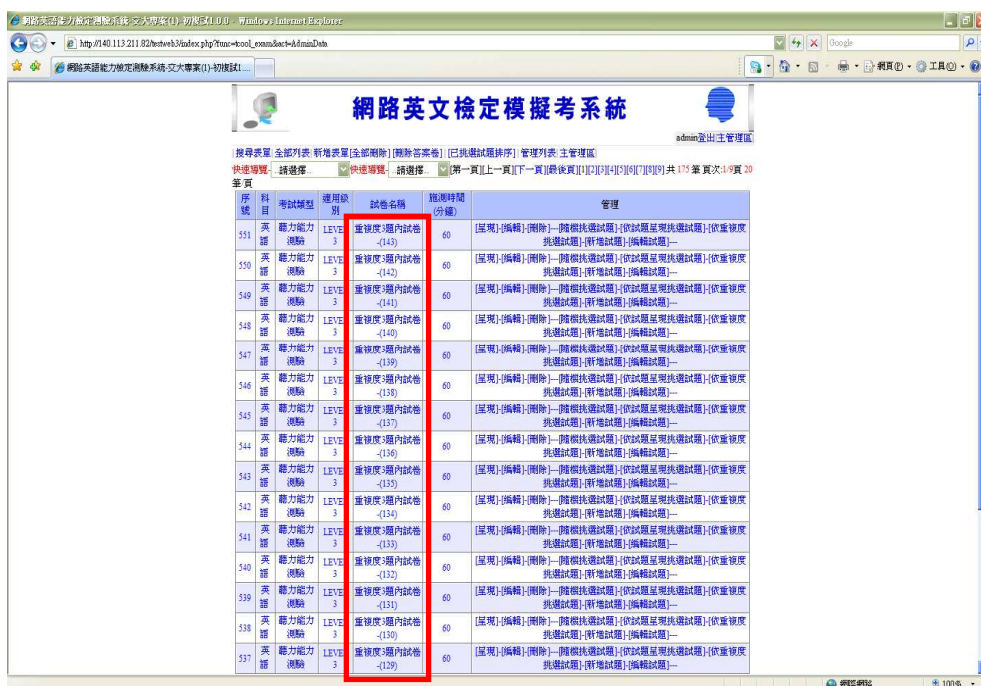 網路英語能力檢定測驗系統-交大專案(1)-初複試1.0.0 - Windows Internet Explorer
http://140.113.211.82/testweb3/index.php?func=tool_exam&act=AdminData
Google
網路英語能力檢定測驗系統-交大專案(1)-初複試1....
網頁(P) 工具(O)
網路英文檢定模擬考系統
admin登出|主管理區
|搜尋表單|全部列表|新增表單|[全部刪除]|[刪除答案卷]| |[已挑選試題排序]| 管理列表|主管理區|
快速導覽-..請選擇.. 快速導覽-..請選擇.. [第一頁][上一頁][下一頁][最後頁][1][2][3][4][5][6][7][8][9] 共 175 筆 頁次:1/9頁 20
筆 頁
序號 科目 考試類型 適用級別 試卷名稱 施測時間(分鐘) 管理
551 英語 聽力能力測驗 LEVEL 3 重複度3題內試卷-(143) 60 [呈現]-[編輯]-[刪除]---[隨機挑選試題]-[依試題呈現挑選試題]-[依重複度挑選試題]-[新增試題]-[編輯試題]---
550 英語 聽力能力測驗 LEVEL 3 重複度3題內試卷-(142) 60 [呈現]-[編輯]-[刪除]---[隨機挑選試題]-[依試題呈現挑選試題]-[依重複度挑選試題]-[新增試題]-[編輯試題]---
549 英語 聽力能力測驗 LEVEL 3 重複度3題內試卷-(141) 60 [呈現]-[編輯]-[刪除]---[隨機挑選試題]-[依試題呈現挑選試題]-[依重複度挑選試題]-[新增試題]-[編輯試題]---
548 英語 聽力能力測驗 LEVEL 3 重複度3題內試卷-(140) 60 [呈現]-[編輯]-[刪除]---[隨機挑選試題]-[依試題呈現挑選試題]-[依重複度挑選試題]-[新增試題]-[編輯試題]---
547 英語 聽力能力測驗 LEVEL 3 重複度3題內試卷-(139) 60 [呈現]-[編輯]-[刪除]---[隨機挑選試題]-[依試題呈現挑選試題]-[依重複度挑選試題]-[新增試題]-[編輯試題]---
546 英語 聽力能力測驗 LEVEL 3 重複度3題內試卷-(138) 60 [呈現]-[編輯]-[刪除]---[隨機挑選試題]-[依試題呈現挑選試題]-[依重複度挑選試題]-[新增試題]-[編輯試題]---
545 英語 聽力能力測驗 LEVEL 3 重複度3題內試卷-(137) 60 [呈現]-[編輯]-[刪除]---[隨機挑選試題]-[依試題呈現挑選試題]-[依重複度挑選試題]-[新增試題]-[編輯試題]---
544 英語 聽力能力測驗 LEVEL 3 重複度3題內試卷-(136) 60 [呈現]-[編輯]-[刪除]---[隨機挑選試題]-[依試題呈現挑選試題]-[依重複度挑選試題]-[新增試題]-[編輯試題]---
543 英語 聽力能力測驗 LEVEL 3 重複度3題內試卷-(135) 60 [呈現]-[編輯]-[刪除]---[隨機挑選試題]-[依試題呈現挑選試題]-[依重複度挑選試題]-[新增試題]-[編輯試題]---
542 英語 聽力能力測驗 LEVEL 3 重複度3題內試卷-(134) 60 [呈現]-[編輯]-[刪除]---[隨機挑選試題]-[依試題呈現挑選試題]-[依重複度挑選試題]-[新增試題]-[編輯試題]---
541 英語 聽力能力測驗 LEVEL 3 重複度3題內試卷-(133) 60 [呈現]-[編輯]-[刪除]---[隨機挑選試題]-[依試題呈現挑選試題]-[依重複度挑選試題]-[新增試題]-[編輯試題]---
540 英語 聽力能力測驗 LEVEL 3 重複度3題內試卷-(132) 60 [呈現]-[編輯]-[刪除]---[隨機挑選試題]-[依試題呈現挑選試題]-[依重複度挑選試題]-[新增試題]-[編輯試題]---
539 英語 聽力能力測驗 LEVEL 3 重複度3題內試卷-(131) 60 [呈現]-[編輯]-[刪除]---[隨機挑選試題]-[依試題呈現挑選試題]-[依重複度挑選試題]-[新增試題]-[編輯試題]---
538 英語 聽力能力測驗 LEVEL 3 重複度3題內試卷-(130) 60 [呈現]-[編輯]-[刪除]---[隨機挑選試題]-[依試題呈現挑選試題]-[依重複度挑選試題]-[新增試題]-[編輯試題]---
537 英語 聽力能力測驗 LEVEL 3 重複度3題內試卷-(129) 60 [呈現]-[編輯]-[刪除]---[隨機挑選試題]-[依試題呈現挑選試題]-[依重複度挑選試題]-[新增試題]-[編輯試題]---
網際網路 100%